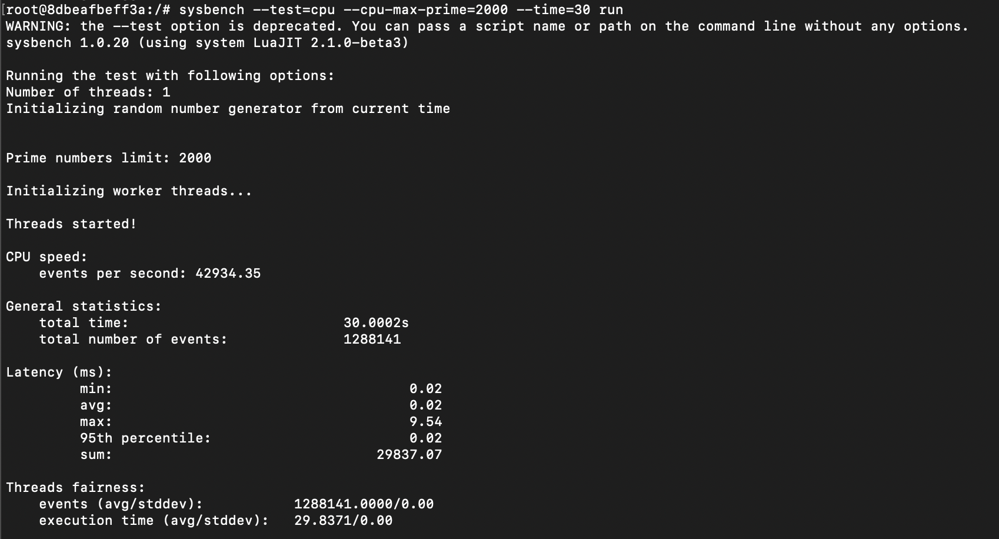 [root@8dbeafbeff3a:/# sysbench --test=cpu --cpu-max-prime=2000 --time=30 run
WARNING: the --test option is deprecated. You can pass a script name or path on the command line without any options.
sysbench 1.0.20 (using system LuaJIT 2.1.0-beta3)
Running the test with following options:
Number of threads: 1
Initializing random number generator from current time
Prime numbers limit: 2000
Initializing worker threads...
Threads started!
CPU speed:
events per second: 42934.35
General statistics:
total time: 30.0002s
total number of events: 1288141
Latency (ms):
min: 0.02
avg: 0.02
max: 9.54
95th percentile: 0.02
sum: 29837.07
Threads fairness:
events (avg/stddev): 1288141.0000/0.00
execution time (avg/stddev): 29.8371/0.00